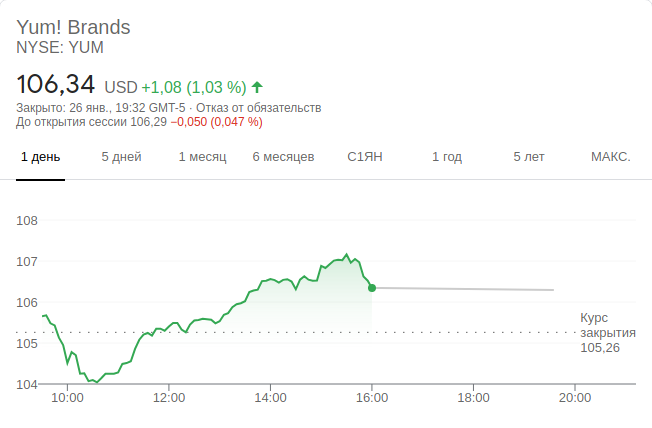 Yum! Brands
NYSE: YUM
106,34 USD +1,08 (1,03 %)
Закрыто: 26 янв., 19:32 GMT-5 · Отказ от обязательств
До открытия сессии 106,29 −0,050 (0,047 %)
1 день 5 дней 1 месяц 6 месяцев С1ЯН 1 год 5 лет МАКС.
108
107
106
Курс
закрытия
105,26
105
104
10:00 12:00 14:00 16:00 18:00 20:00